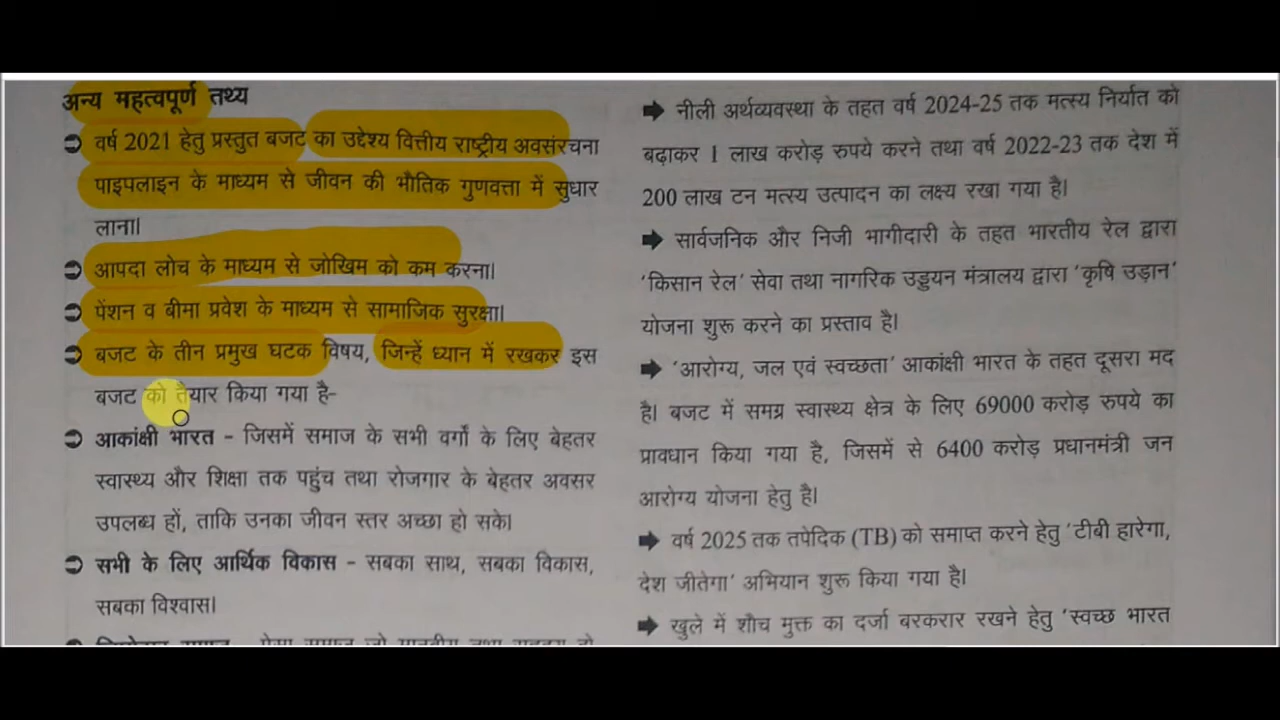 अन्य महत्वपूर्ण तथ्य
➲ वर्ष 2021 हेतु प्रस्तुत बजट का उद्देश्य वित्तीय राष्ट्रीय अवसंरचना
पाइपलाइन के माध्यम से जीवन की भौतिक गुणवत्ता में सुधार
लाना।
➲ आपदा लोच के माध्यम से जोखिम को कम करना।
➲ पेंशन व बीमा प्रवेश के माध्यम से सामाजिक सुरक्षा।
➲ बजट के तीन प्रमुख घटक विषय, जिन्हें ध्यान में रखकर इस
बजट को तैयार किया गया है-
➲ आकांक्षी भारत - जिसमें समाज के सभी वर्गों के लिए बेहतर
स्वास्थ्य और शिक्षा तक पहुंच तथा रोजगार के बेहतर अवसर
उपलब्ध हों, ताकि उनका जीवन स्तर अच्छा हो सके।
➲ सभी के लिए आर्थिक विकास - सबका साथ, सबका विकास,
सबका विश्वास।
➡ नीली अर्थव्यवस्था के तहत वर्ष 2024-25 तक मत्स्य निर्यात को
बढ़ाकर 1 लाख करोड़ रुपये करने तथा वर्ष 2022-23 तक देश में
200 लाख टन मत्स्य उत्पादन का लक्ष्य रखा गया है।
➡ सार्वजनिक और निजी भागीदारी के तहत भारतीय रेल द्वारा
'किसान रेल' सेवा तथा नागरिक उड्डयन मंत्रालय द्वारा 'कृषि उड़ान'
योजना शुरू करने का प्रस्ताव है।
➡ 'आरोग्य, जल एवं स्वच्छता' आकांक्षी भारत के तहत दूसरा मद
है। बजट में समग्र स्वास्थ्य क्षेत्र के लिए 69000 करोड़ रुपये का
प्रावधान किया गया है, जिसमें से 6400 करोड़ प्रधानमंत्री जन
आरोग्य योजना हेतु है।
➡ वर्ष 2025 तक तपेदिक (TB) को समाप्त करने हेतु 'टीबी हारेगा,
देश जीतेगा' अभियान शुरू किया गया है।
➡ खुले में शौच मुक्त का दर्जा बरकरार रखने हेतु 'स्वच्छ भारत